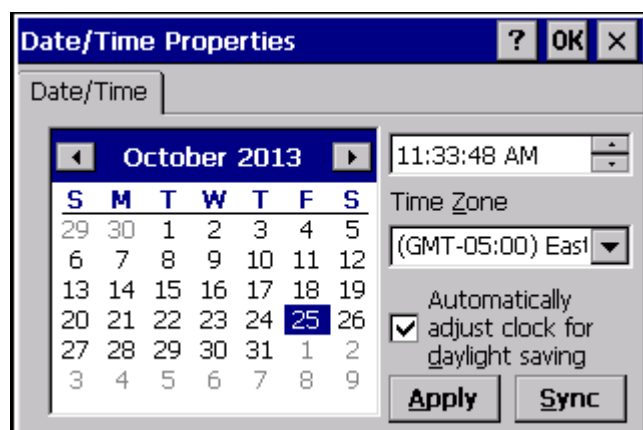 Date/Time Properties ? OK ×
Date/Time
October 2013
S M T W T F S
29 30 1 2 3 4 5
6 7 8 9 10 11 12
13 14 15 16 17 18 19
20 21 22 23 24 25 26
27 28 29 30 31 1 2
3 4 5 6 7 8 9
11:33:48 AM
Time Zone
(GMT-05:00) East
Automatically
adjust clock for
daylight saving
Apply Sync